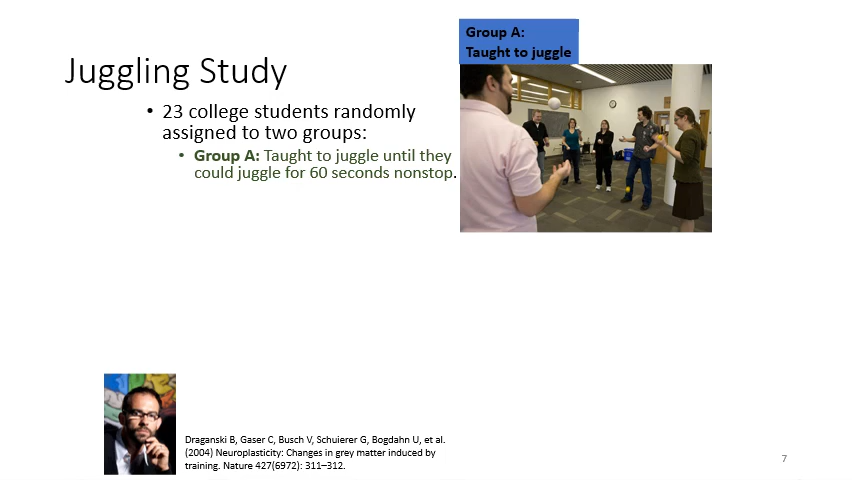 Group A:
Taught to juggle
Juggling Study
• 23 college students randomly
assigned to two groups:
• Group A: Taught to juggle until they
could juggle for 60 seconds nonstop.
Draganski B, Gaser C, Busch V, Schuierer G, Bogdahn U, et al.
(2004) Neuroplasticity: Changes in grey matter induced by
training. Nature 427(6972): 311–312.
7